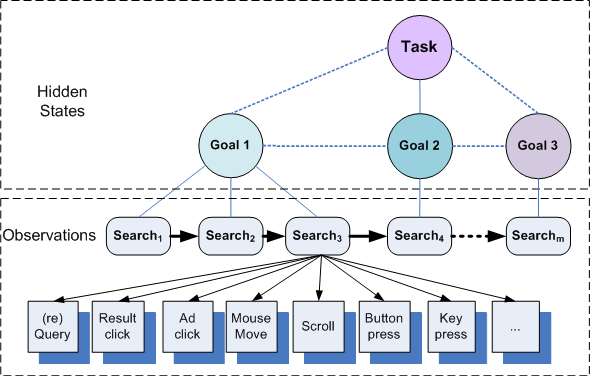 Task
Hidden
States
Goal 1
Goal 2
Goal 3
Observations
Search1
Search2
Search3
Search4
Searchm
(re)
Query
Result
click
Ad
click
Mouse
Move
Scroll
Button
press
Key
press
...